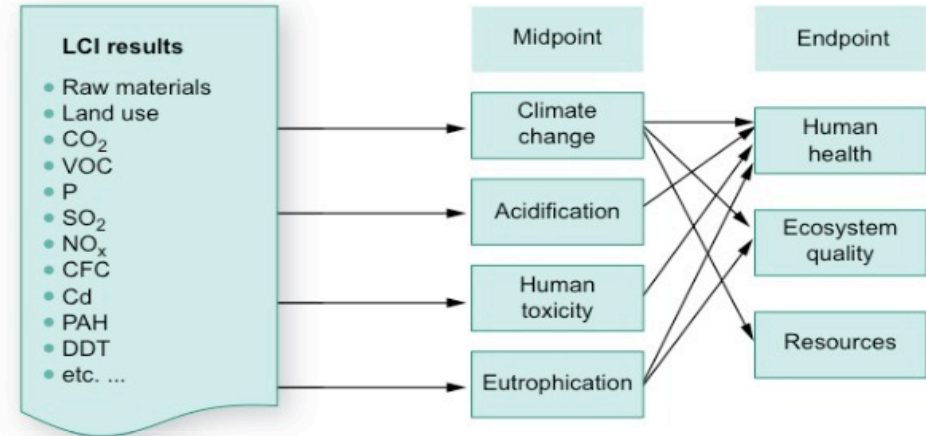 LCI results
• Raw materials
• Land use
• CO₂
• VOC
• P
• SO₂
• NOₓ
• CFC
• Cd
• PAH
• DDT
• etc. ...
Midpoint
Climate
change
Acidification
Human
toxicity
Eutrophication
Endpoint
Human
health
Ecosystem
quality
Resources